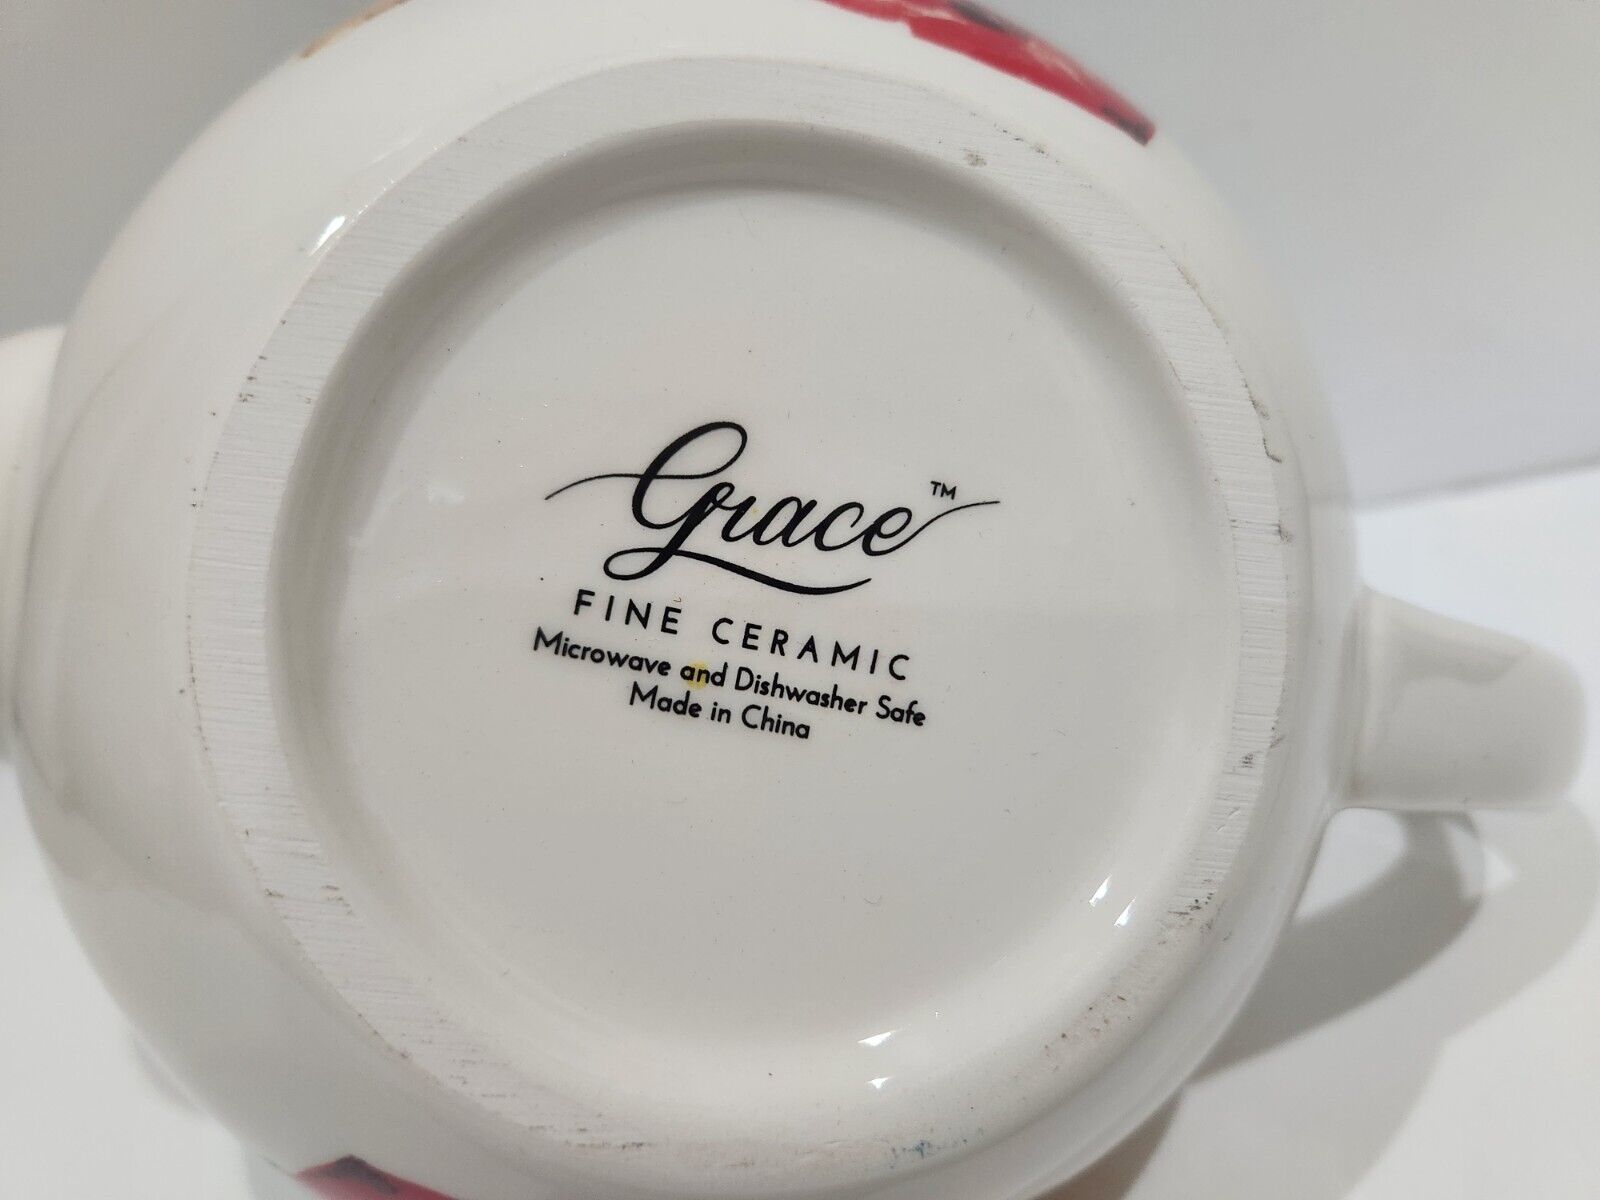 Grace™
FINE CERAMIC
Microwave and Dishwasher Safe
Made in China